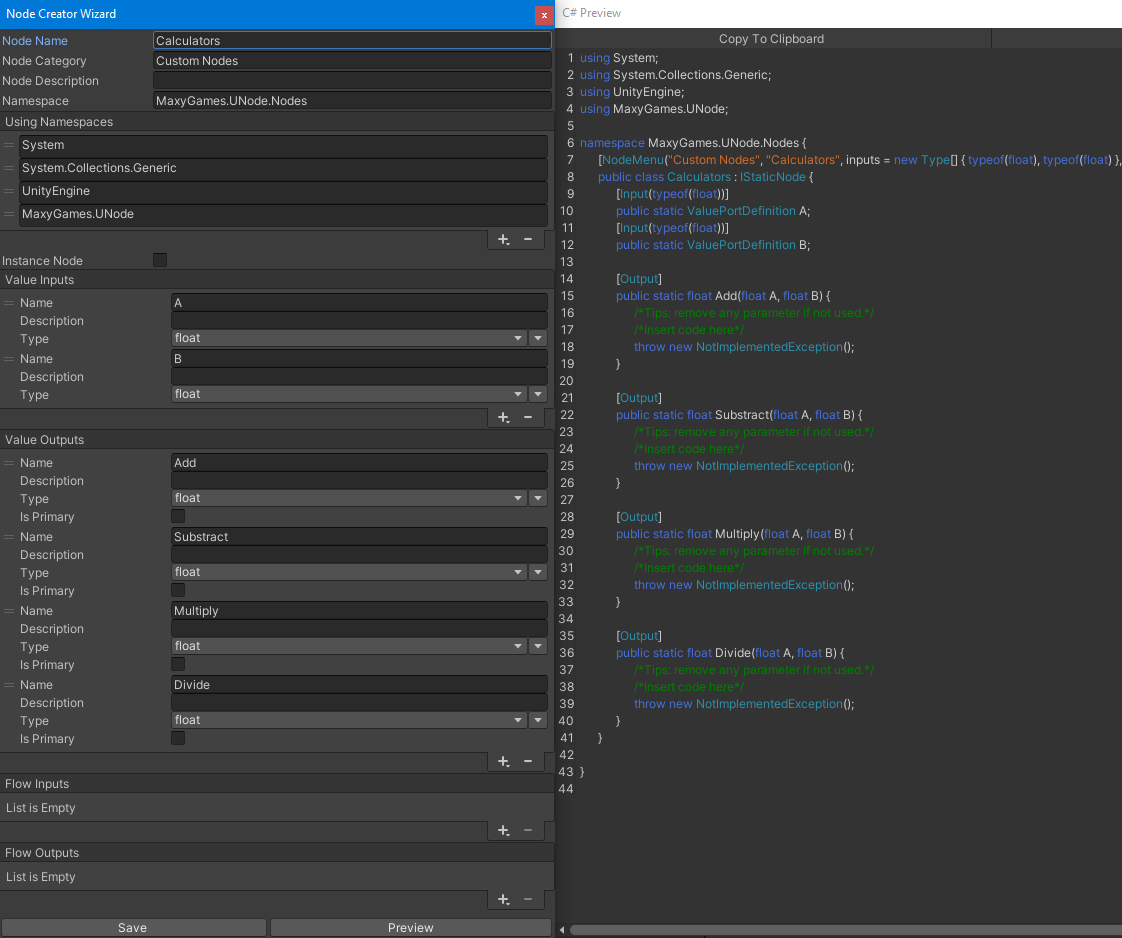 Node Creator Wizard
x
Node Name Calculators
Node Category Custom Nodes
Node Description
Namespace MaxyGames.UNode.Nodes
Using Namespaces
System
System.Collections.Generic
UnityEngine
MaxyGames.UNode
Instance Node
Value Inputs
Name A
Description
Type float
Name B
Description
Type float
Value Outputs
Name Add
Description
Type float
Is Primary
Name Substract
Description
Type float
Is Primary
Name Multiply
Description
Type float
Is Primary
Name Divide
Description
Type float
Is Primary
Flow Inputs
List is Empty
Flow Outputs
List is Empty
Save Preview
C# Preview
Copy To Clipboard
1 using System;
2 using System.Collections.Generic;
3 using UnityEngine;
4 using MaxyGames.UNode;
5
6 namespace MaxyGames.UNode.Nodes {
7 [NodeMenu("Custom Nodes", "Calculators", inputs = new Type[] { typeof(float), typeof(float) },
8 public class Calculators : IStaticNode {
9 [Input(typeof(float))]
10 public static ValuePortDefinition A;
11 [Input(typeof(float))]
12 public static ValuePortDefinition B;
13
14 [Output]
15 public static float Add(float A, float B) {
16 /*Tips: remove any parameter if not used.*/
17 /*Insert code here*/
18 throw new NotImplementedException();
19 }
20
21 [Output]
22 public static float Substract(float A, float B) {
23 /*Tips: remove any parameter if not used.*/
24 /*Insert code here*/
25 throw new NotImplementedException();
26 }
27
28 [Output]
29 public static float Multiply(float A, float B) {
30 /*Tips: remove any parameter if not used.*/
31 /*Insert code here*/
32 throw new NotImplementedException();
33 }
34
35 [Output]
36 public static float Divide(float A, float B) {
37 /*Tips: remove any parameter if not used.*/
38 /*Insert code here*/
39 throw new NotImplementedException();
40 }
41 }
42
43 }
44